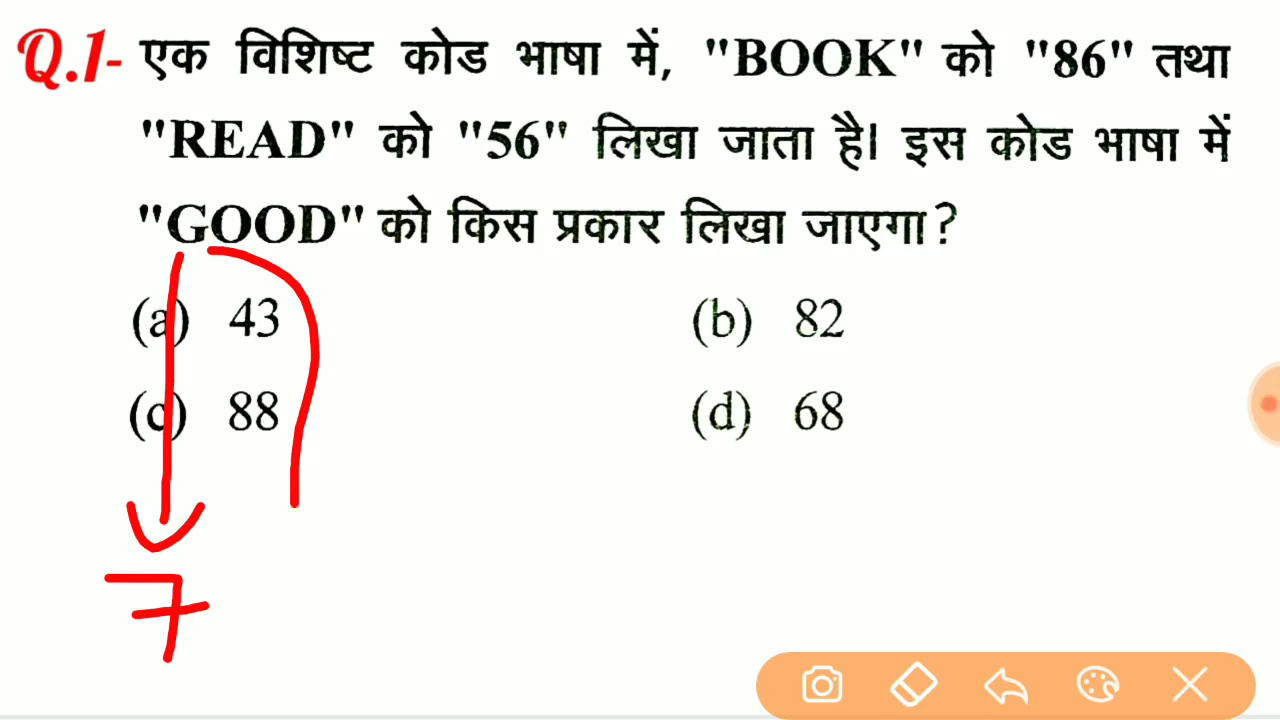 Q.1- एक विशिष्ट कोड भाषा में, "BOOK" को "86" तथा
"READ" को "56" लिखा जाता है। इस कोड भाषा में
"GOOD" को किस प्रकार लिखा जाएगा?
(a) 43 (b) 82
(c) 88 (d) 68
7